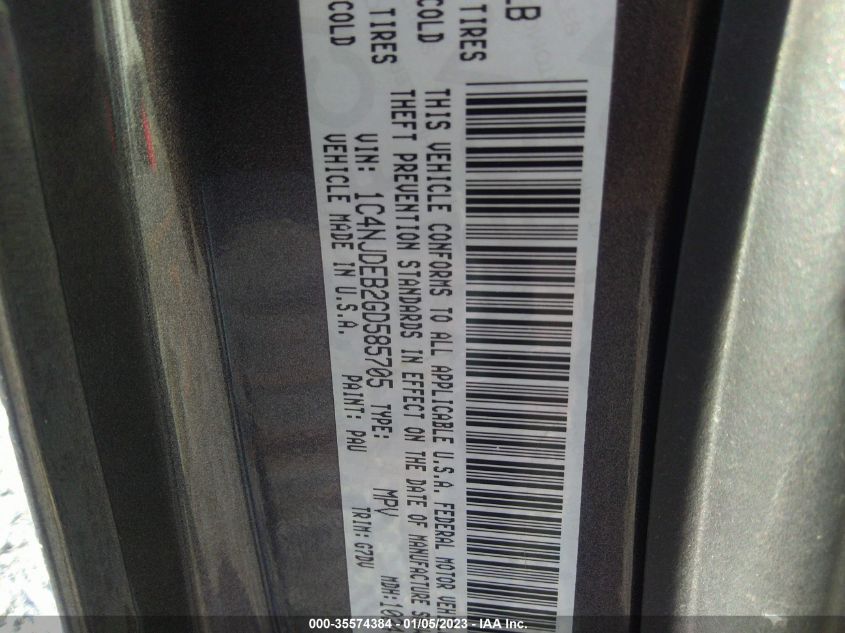 LB
TIRES COLD
TIRES COLD
THIS VEHICLE CONFORMS TO ALL APPLICABLE U.S.A. FEDERAL MOTOR
THEFT PREVENTION STANDARDS IN EFFECT ON THE DATE OF MANUFACTURE
VIN: 1C4NJDEB2GD585705 TYPE: MPV
VEHICLE MADE IN U.S.A. PAINT: PAU TRIM: G7DV
000-35574384 - 01/05/2023 - IAA Inc.